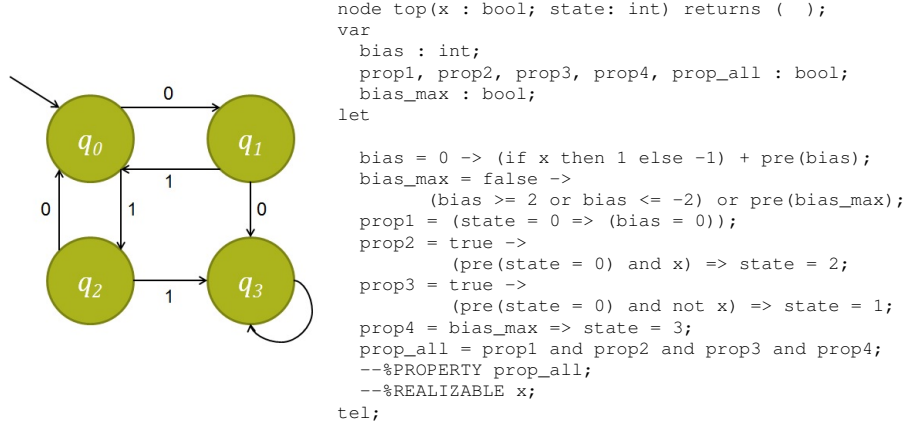 0
q0
q1
1
0
1
0
q2
q3
1
node top(x : bool; state: int) returns (  );
var
  bias : int;
  prop1, prop2, prop3, prop4, prop_all : bool;
  bias_max : bool;
let
  bias = 0 -> (if x then 1 else -1) + pre(bias);
  bias_max = false ->
        (bias >= 2 or bias <= -2) or pre(bias_max);
  prop1 = (state = 0 => (bias = 0));
  prop2 = true ->
          (pre(state = 0) and x) => state = 2;
  prop3 = true ->
          (pre(state = 0) and not x) => state = 1;
  prop4 = bias_max => state = 3;
  prop_all = prop1 and prop2 and prop3 and prop4;
  --%PROPERTY prop_all;
  --%REALIZABLE x;
tel;